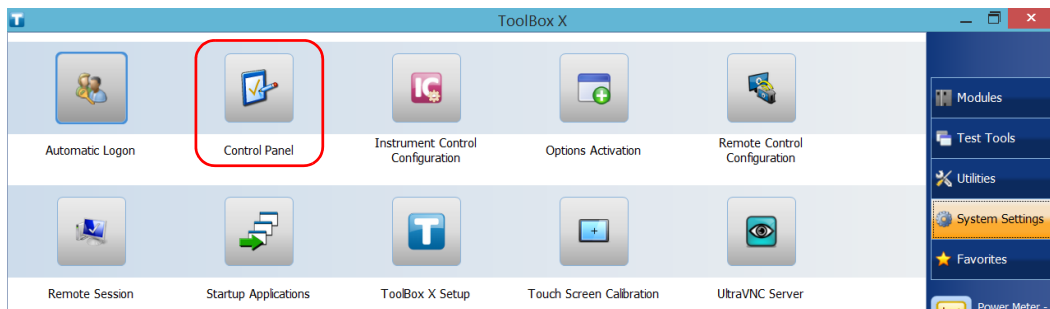 ToolBox X
Automatic Logon
Control Panel
Instrument Control
Configuration
Options Activation
Remote Control
Configuration
Remote Session
Startup Applications
ToolBox X Setup
Touch Screen Calibration
UltraVNC Server
Modules
Test Tools
Utilities
System Settings
Favorites
Power Meter -